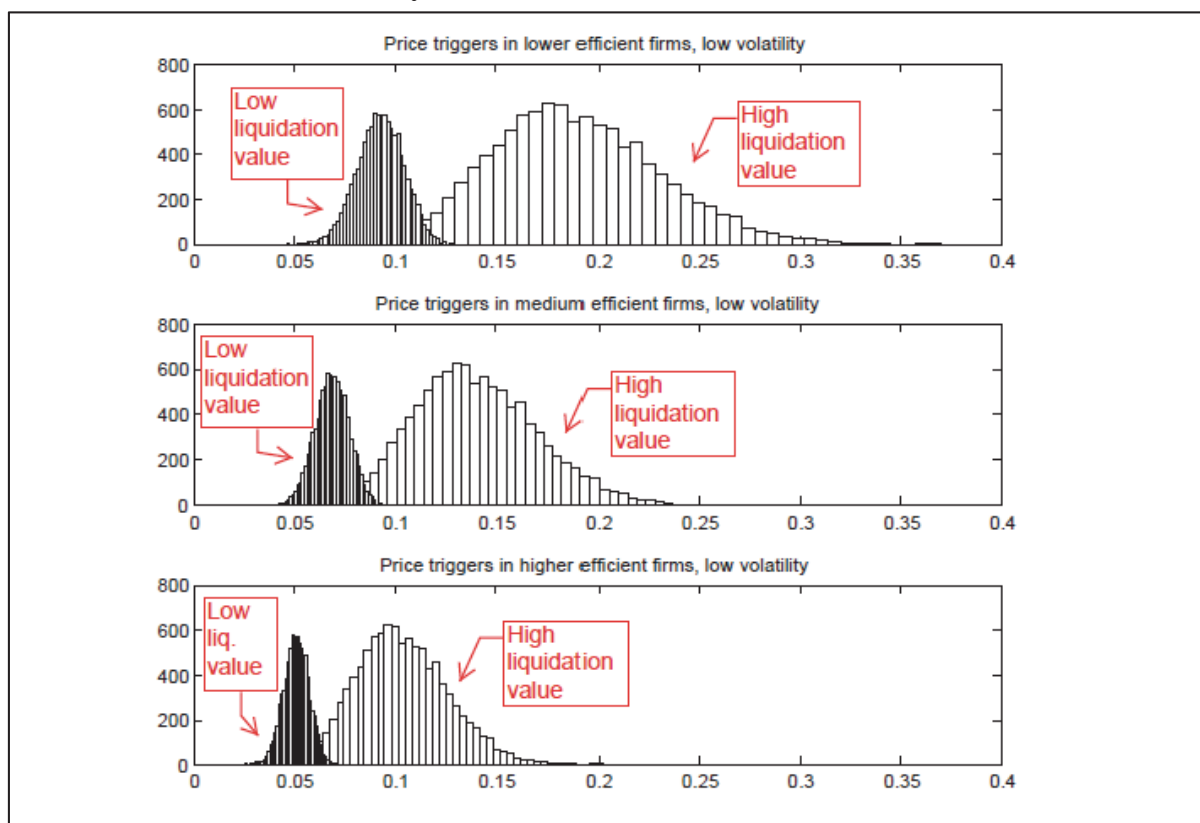 Price triggers in lower efficient firms, low volatility
800
600
400
200
0
Low
liquidation
value
High
liquidation
value
0 0.05 0.1 0.15 0.2 0.25 0.3 0.35 0.4
Price triggers in medium efficient firms, low volatility
800
600
400
200
0
Low
liquidation
value
High
liquidation
value
0 0.05 0.1 0.15 0.2 0.25 0.3 0.35 0.4
Price triggers in higher efficient firms, low volatility
800
600
400
200
0
Low
liq.
value
High
liquidation
value
0 0.05 0.1 0.15 0.2 0.25 0.3 0.35 0.4